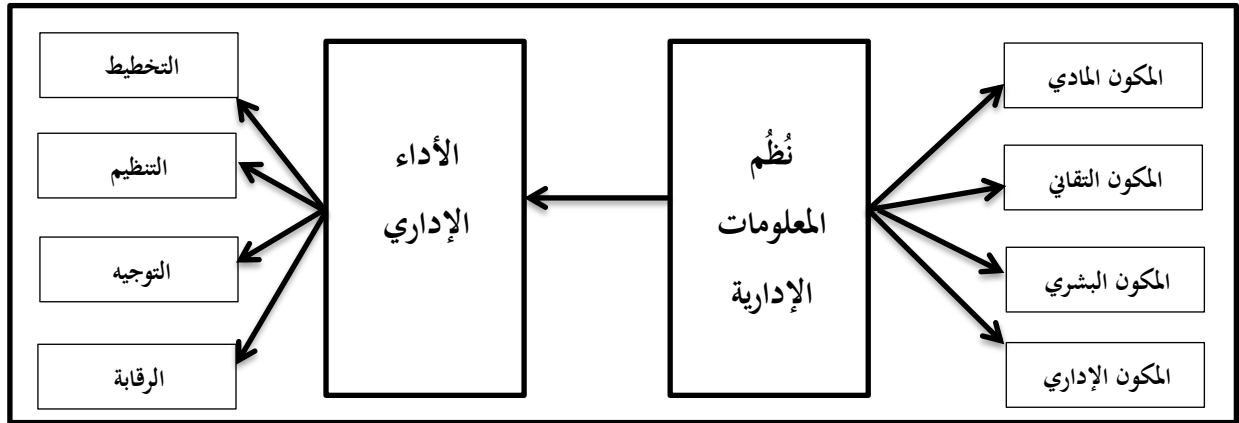 المكون المادي
المكون التقاني
المكون البشري
المكون الإداري
نُظُم
المعلومات
الإدارية
الأداء
الإداري
التخطيط
التنظيم
التوجيه
الرقابة